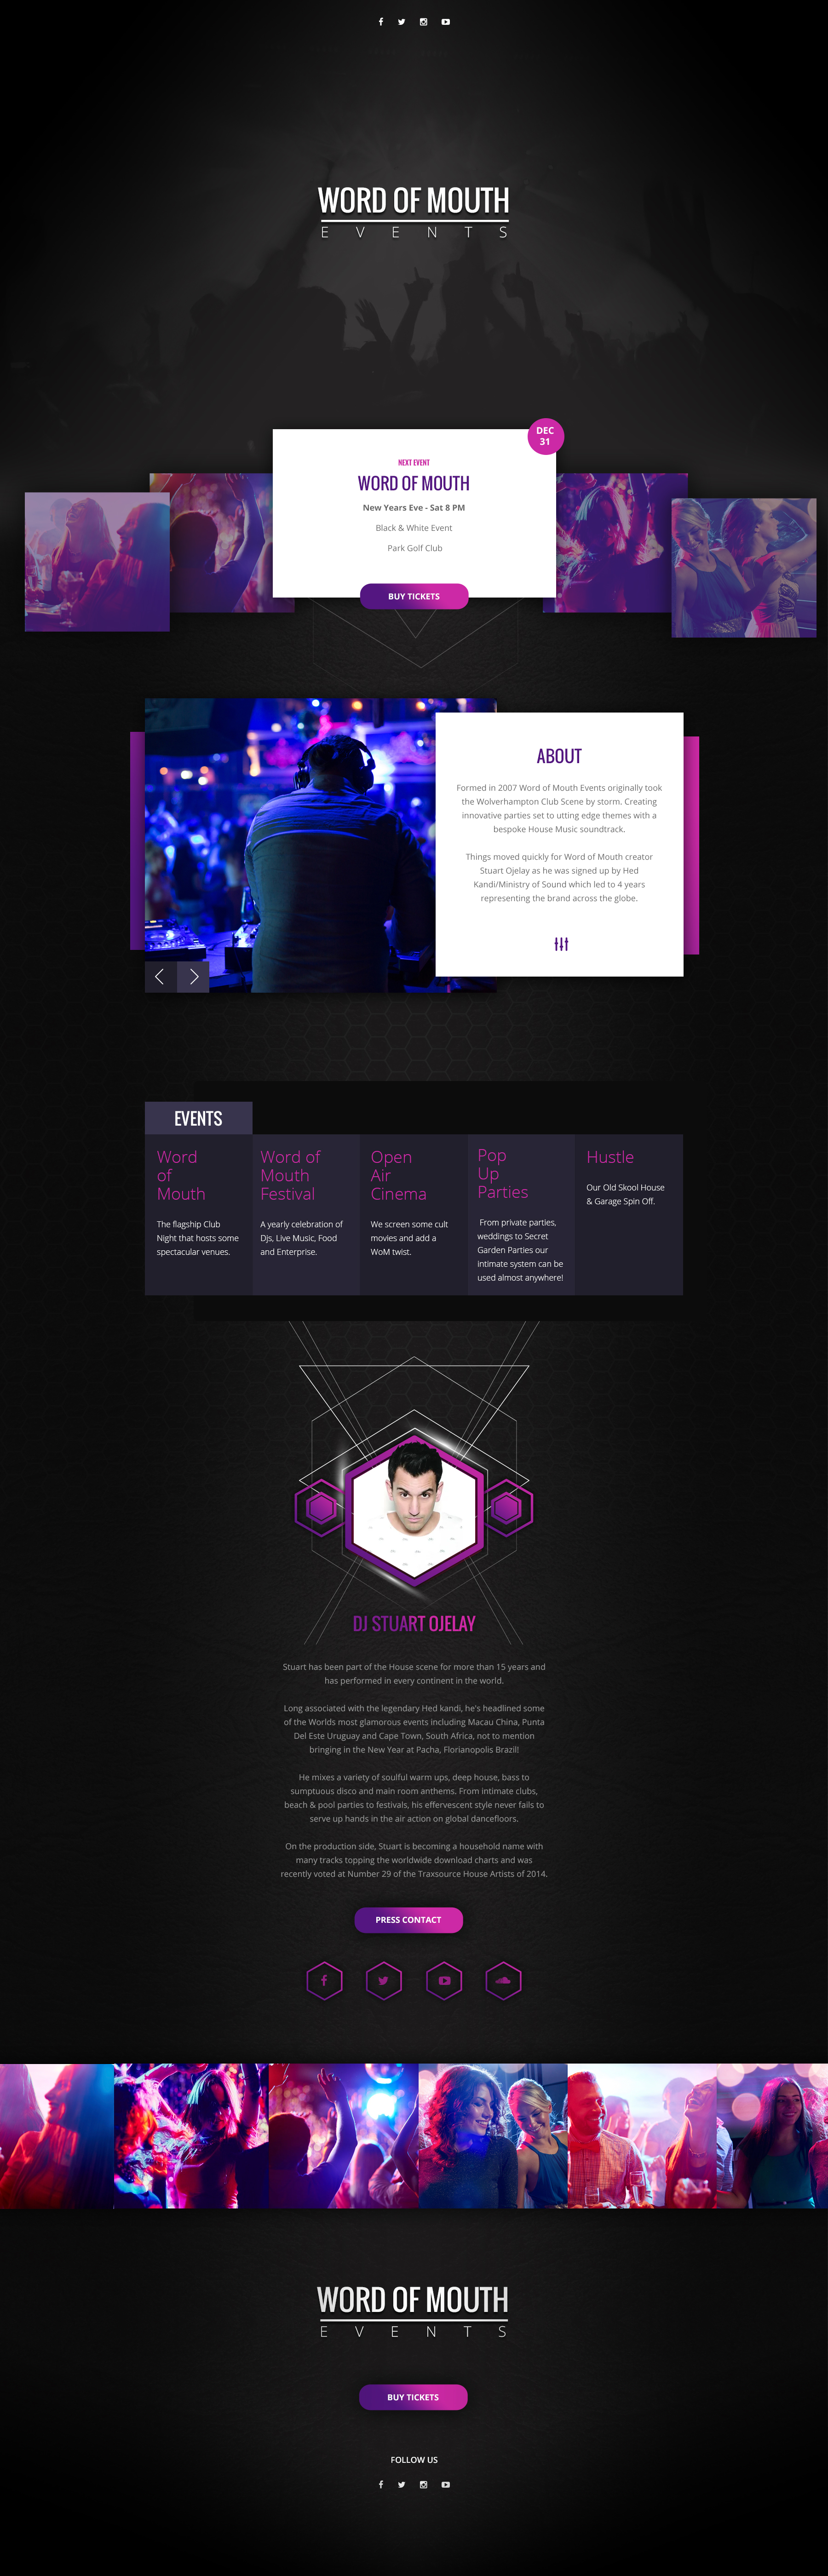 WORD OF MOUTH
EVENTS
DEC
31
NEXT EVENT
WORD OF MOUTH
New Years Eve - Sat 8 PM
Black & White Event
Park Golf Club
BUY TICKETS
ABOUT
Formed in 2007 Word of Mouth Events originally took
the Wolverhampton Club Scene by storm. Creating
innovative parties set to utting edge themes with a
bespoke House Music soundtrack.
Things moved quickly for Word of Mouth creator
Stuart Ojelay as he was signed up by Hed
Kandi/Ministry of Sound which led to 4 years
representing the brand across the globe.
EVENTS
Word
of
Mouth
The flagship Club
Night that hosts some
spectacular venues.
Word of
Mouth
Festival
A yearly celebration of
DJs, Live Music, Food
and Enterprise.
Open
Air
Cinema
We screen some cult
movies and add a
WoM twist.
Pop
Up
Parties
From private parties,
weddings to Secret
Garden Parties our
intimate system can be
used almost anywhere!
Hustle
Our Old Skool House
& Garage Spin Off.
DJ STUART OJELAY
Stuart has been part of the House scene for more than 15 years and
has performed in every continent in the world.
Long associated with the legendary Hed kandi, he's headlined some
of the Worlds most glamorous events including Macau China, Punta
Del Este Uruguay and Cape Town, South Africa, not to mention
bringing in the New Year at Pacha, Florianopolis Brazil!
He mixes a variety of soulful warm ups, deep house, bass to
sumptuous disco and main room anthems. From intimate clubs,
beach & pool parties to festivals, his effervescent style never fails to
serve up hands in the air action on global dancefloors.
On the production side, Stuart is becoming a household name with
many tracks topping the worldwide download charts and was
recently voted at Number 29 of the Traxsource House Artists of 2014.
PRESS CONTACT
WORD OF MOUTH
EVENTS
BUY TICKETS
FOLLOW US